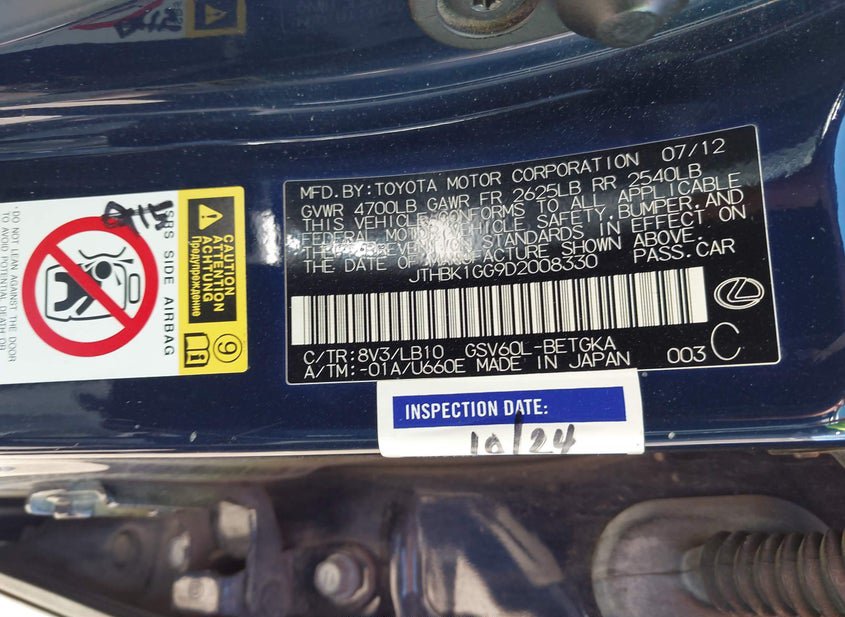 MFD.BY:TOYOTA MOTOR CORPORATION 07/12
GVWR 4700LB GAWR FR 2625LB RR 2540LB
THIS VEHICLE CONFORMS TO ALL APPLICABLE
FEDERAL MOTOR VEHICLE SAFETY, BUMPER, AND
THEFT PREVENTION STANDARDS IN EFFECT ON
THE DATE OF MANUFACTURE SHOWN ABOVE.
JTHBK1GG9D2008330 PASS.CAR
C/TR:8V3/LB10 GSV60L-BETGKA
A/TM:-01A/U660E MADE IN JAPAN
003 C
INSPECTION DATE:
10/24
CAUTION
ATTENTION
ACHTUNG
Предупреждение
9
SRS SIDE AIRBAG
• DO NOT LEAN AGAINST THE DOOR
TO AVOID POTENTIAL DEATH OR